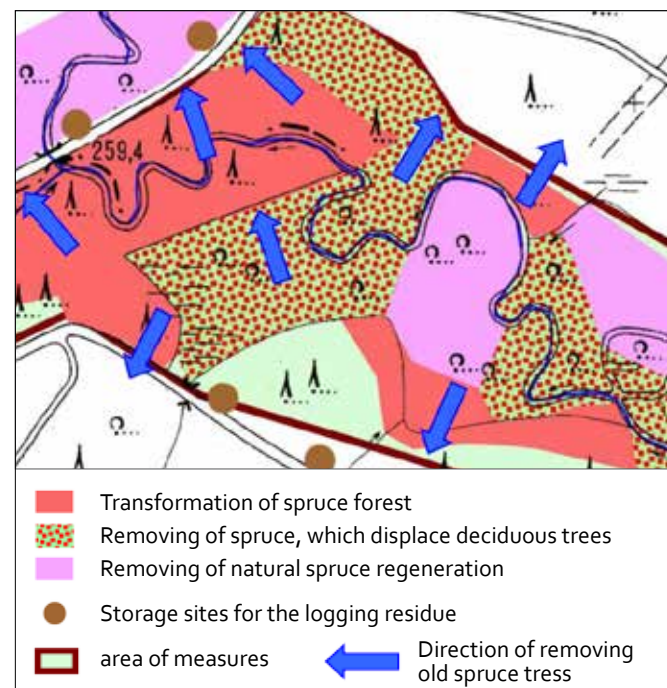 259,4
Transformation of spruce forest
Removing of spruce, which displace deciduous trees
Removing of natural spruce regeneration
Storage sites for the logging residue
area of measures
Direction of removing
old spruce tress